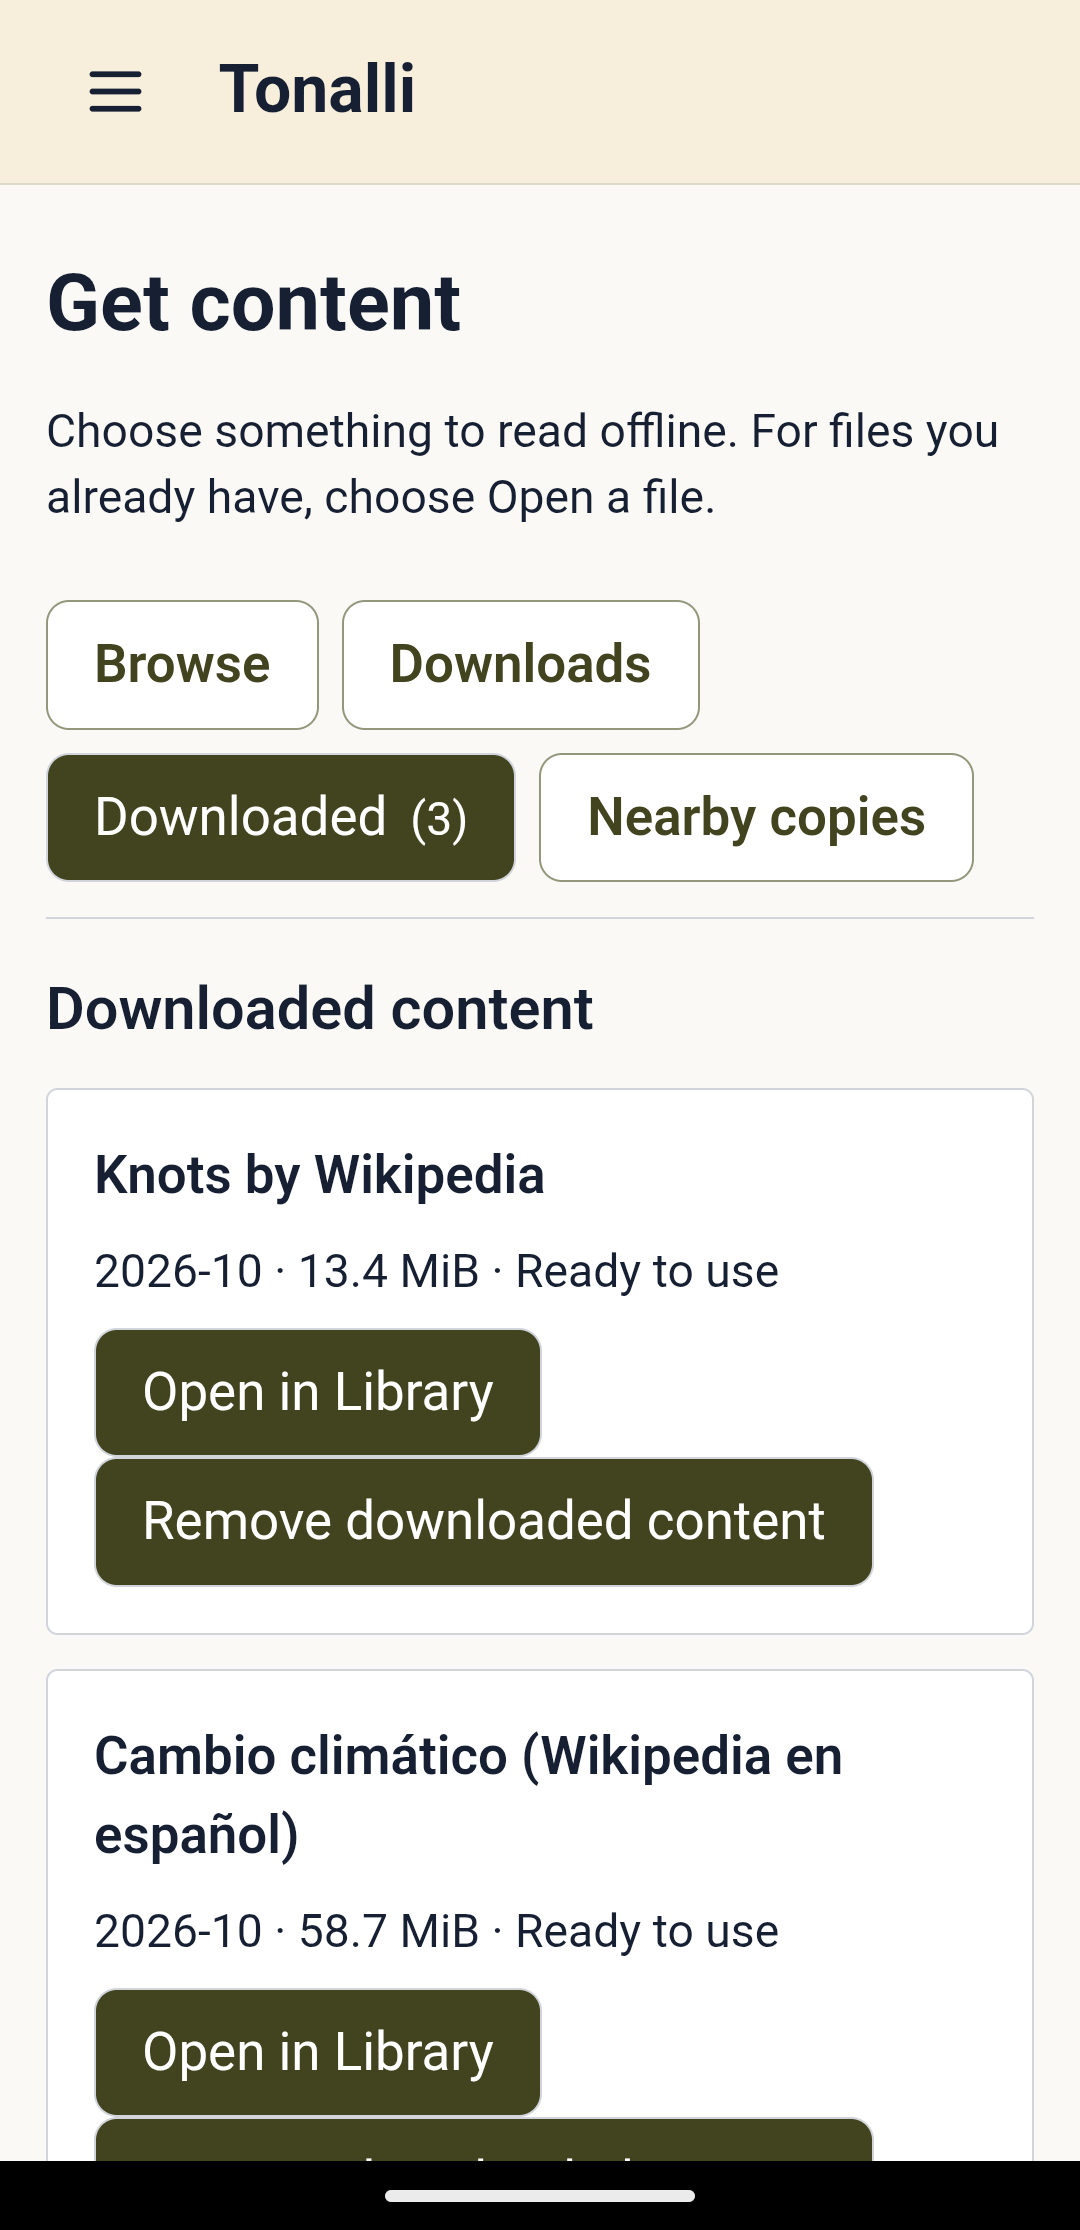 Tonalli
Get content
Choose something to read offline. For files you
already have, choose Open a file.
Browse
Downloads
Downloaded (3)
Nearby copies
Downloaded content
Knots by Wikipedia
2026-10 · 13.4 MiB · Ready to use
Open in Library
Remove downloaded content
Cambio climático (Wikipedia en
español)
2026-10 · 58.7 MiB · Ready to use
Open in Library